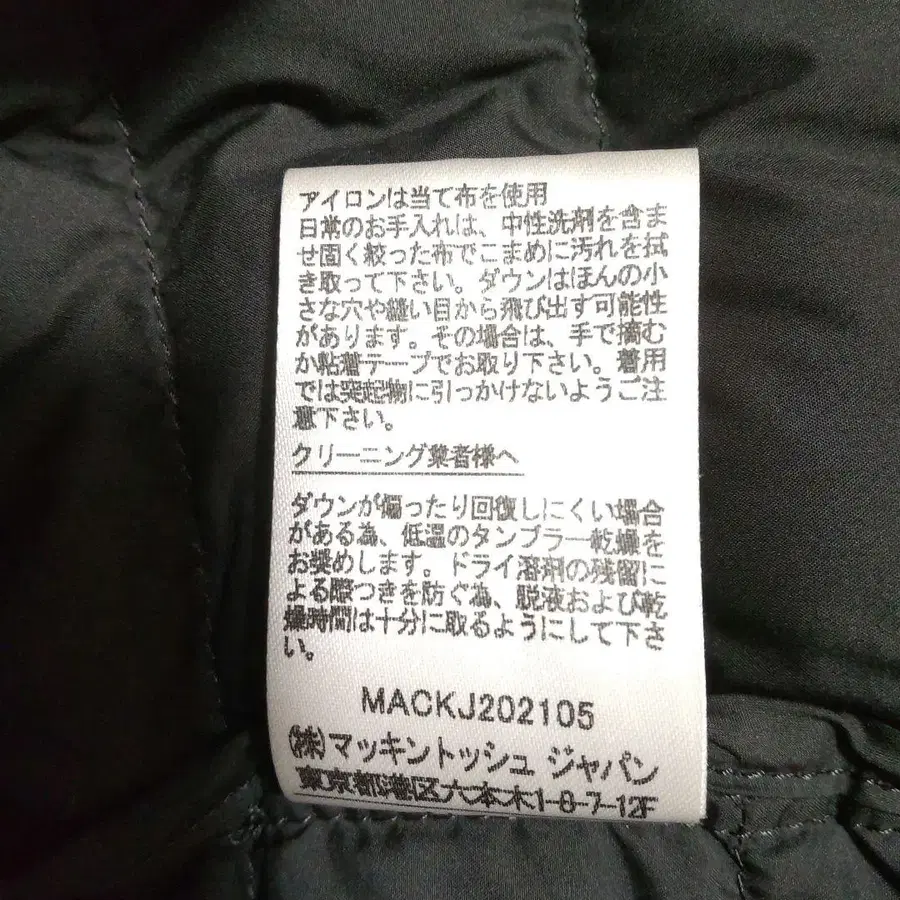 アイロンは当て布を使用
日常のお手入れは、中性洗剤を含ま
せ固く絞った布でこまめに汚れを拭
き取って下さい。ダウンはほんの小
さな穴や縫い目から飛び出す可能性
があります。その場合は、手で摘む
か粘着テープでお取り下さい。着用
では突起物に引っかけないようご注
意下さい。
クリーニング業者様へ
ダウンが偏ったり回復しにくい場合
がある為、低温のタンブラー乾燥を
お奨めします。ドライ溶剤の残留に
よる際つきを防ぐ為、脱液および乾
燥時間は十分に取るようにして下さ
い。
MACKJ202105
(株)マッキントッシュ ジャパン
東京都港区六本木1-8-7-12F